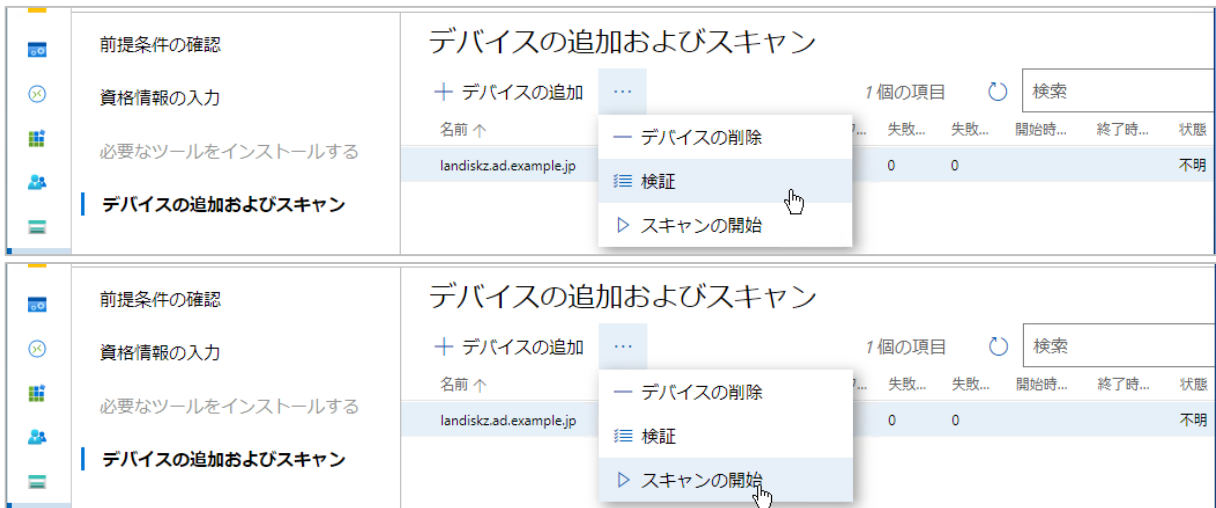 前提条件の確認
資格情報の入力
必要なツールをインストールする
デバイスの追加およびスキャン
デバイスの追加およびスキャン
＋ デバイスの追加 … 1個の項目 検索
名前 ↑ 失敗... 失敗... 開始時... 終了時... 状態
landiskz.ad.example.jp 0 0 不明
デバイスの削除
検証
スキャンの開始
前提条件の確認
資格情報の入力
必要なツールをインストールする
デバイスの追加およびスキャン
デバイスの追加およびスキャン
＋ デバイスの追加 … 1個の項目 検索
名前 ↑ 失敗... 失敗... 開始時... 終了時... 状態
landiskz.ad.example.jp 0 0 不明
デバイスの削除
検証
スキャンの開始